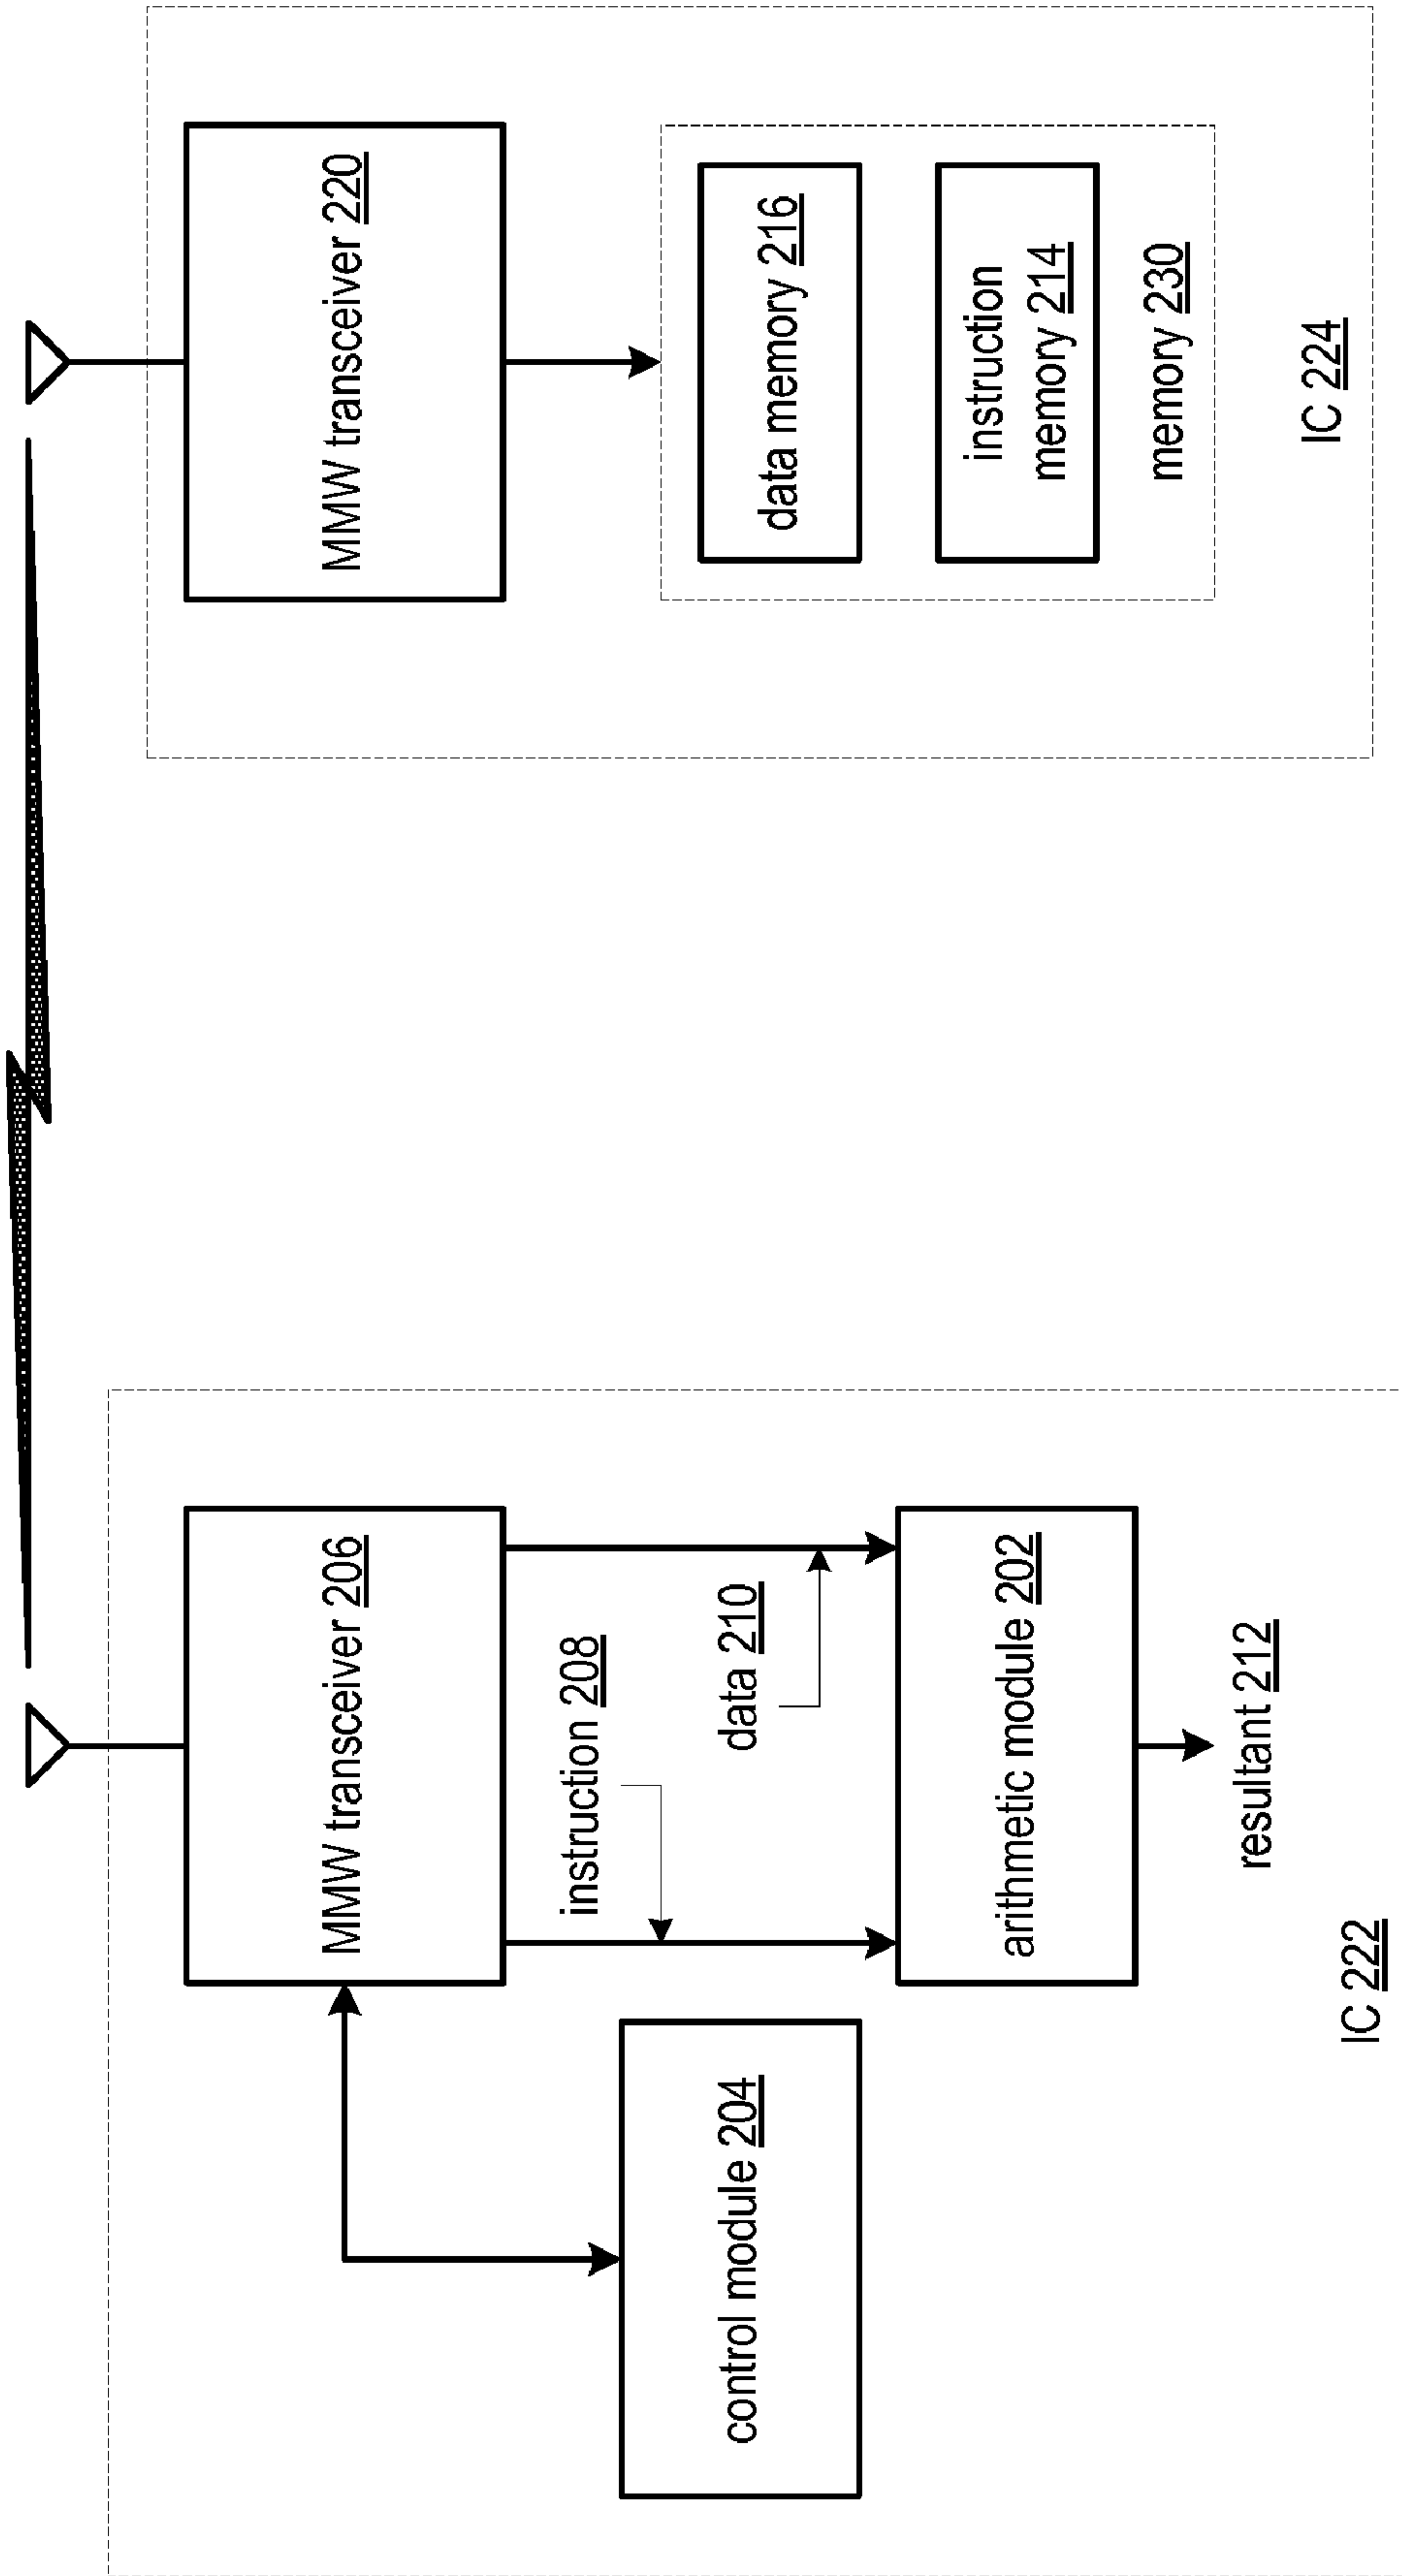 MMW transceiver 206
instruction 208
data 210
control module 204
arithmetic module 202
resultant 212
IC 222
MMW transceiver 220
data memory 216
instruction
memory 214
memory 230
IC 224